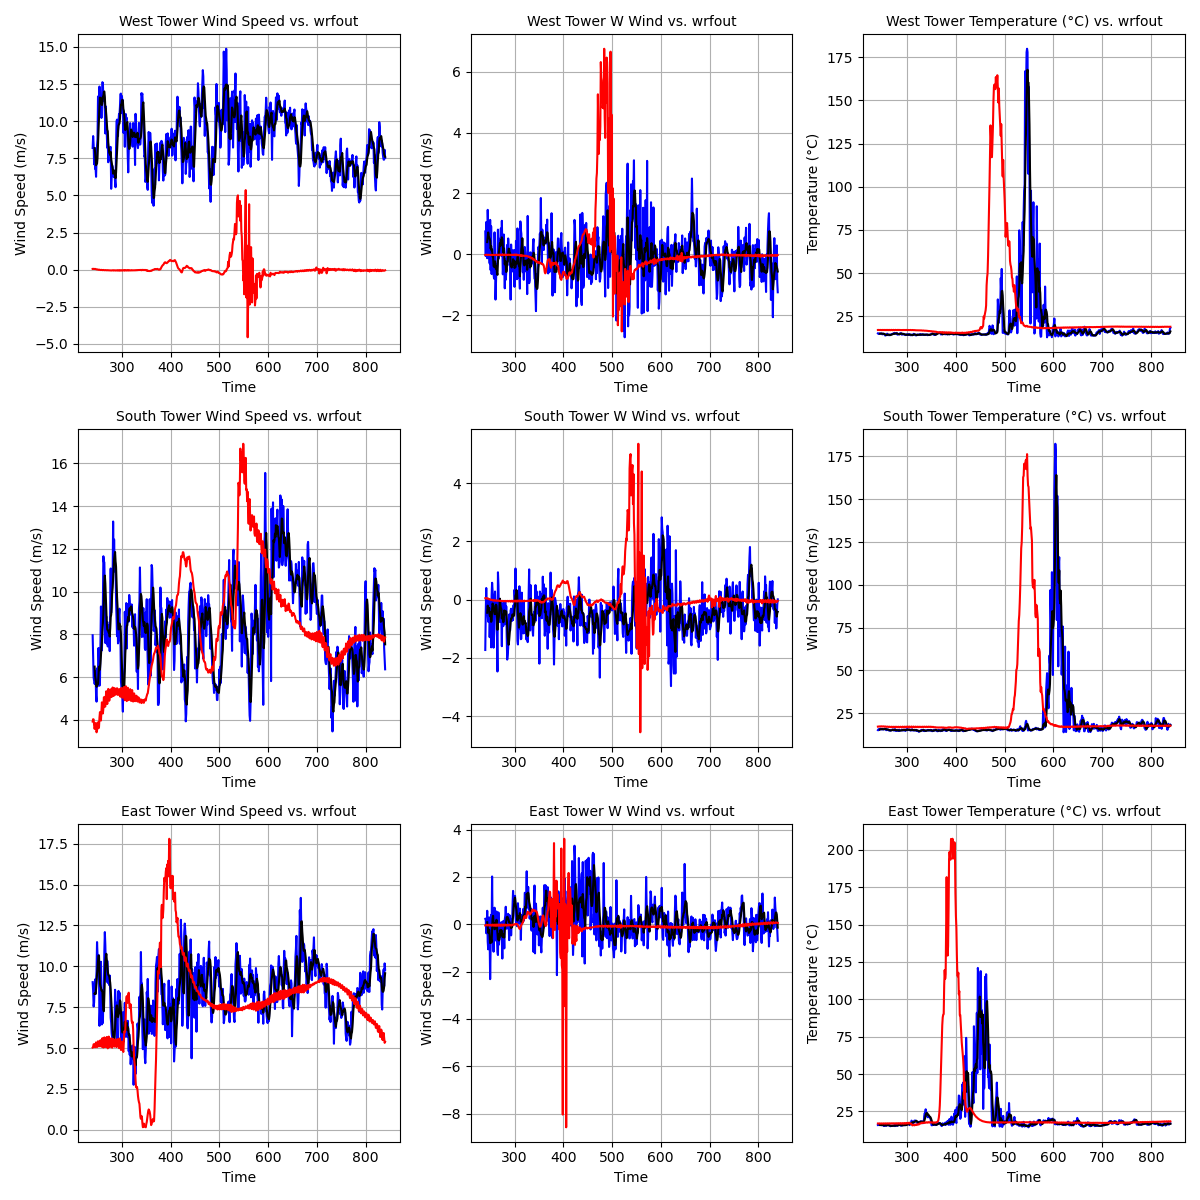 West Tower Wind Speed vs. wrfout
Wind Speed (m/s)
15.0
12.5
10.0
7.5
5.0
2.5
0.0
−2.5
−5.0
300 400 500 600 700 800
Time
West Tower W Wind vs. wrfout
Wind Speed (m/s)
6
4
2
0
−2
300 400 500 600 700 800
Time
West Tower Temperature (°C) vs. wrfout
Temperature (°C)
175
150
125
100
75
50
25
300 400 500 600 700 800
Time
South Tower Wind Speed vs. wrfout
Wind Speed (m/s)
16
14
12
10
8
6
4
300 400 500 600 700 800
Time
South Tower W Wind vs. wrfout
Wind Speed (m/s)
4
2
0
−2
−4
300 400 500 600 700 800
Time
South Tower Temperature (°C) vs. wrfout
Wind Speed (m/s)
175
150
125
100
75
50
25
300 400 500 600 700 800
Time
East Tower Wind Speed vs. wrfout
Wind Speed (m/s)
17.5
15.0
12.5
10.0
7.5
5.0
2.5
0.0
300 400 500 600 700 800
Time
East Tower W Wind vs. wrfout
Wind Speed (m/s)
4
2
0
−2
−4
−6
−8
300 400 500 600 700 800
Time
East Tower Temperature (°C) vs. wrfout
Temperature (°C)
200
175
150
125
100
75
50
25
300 400 500 600 700 800
Time